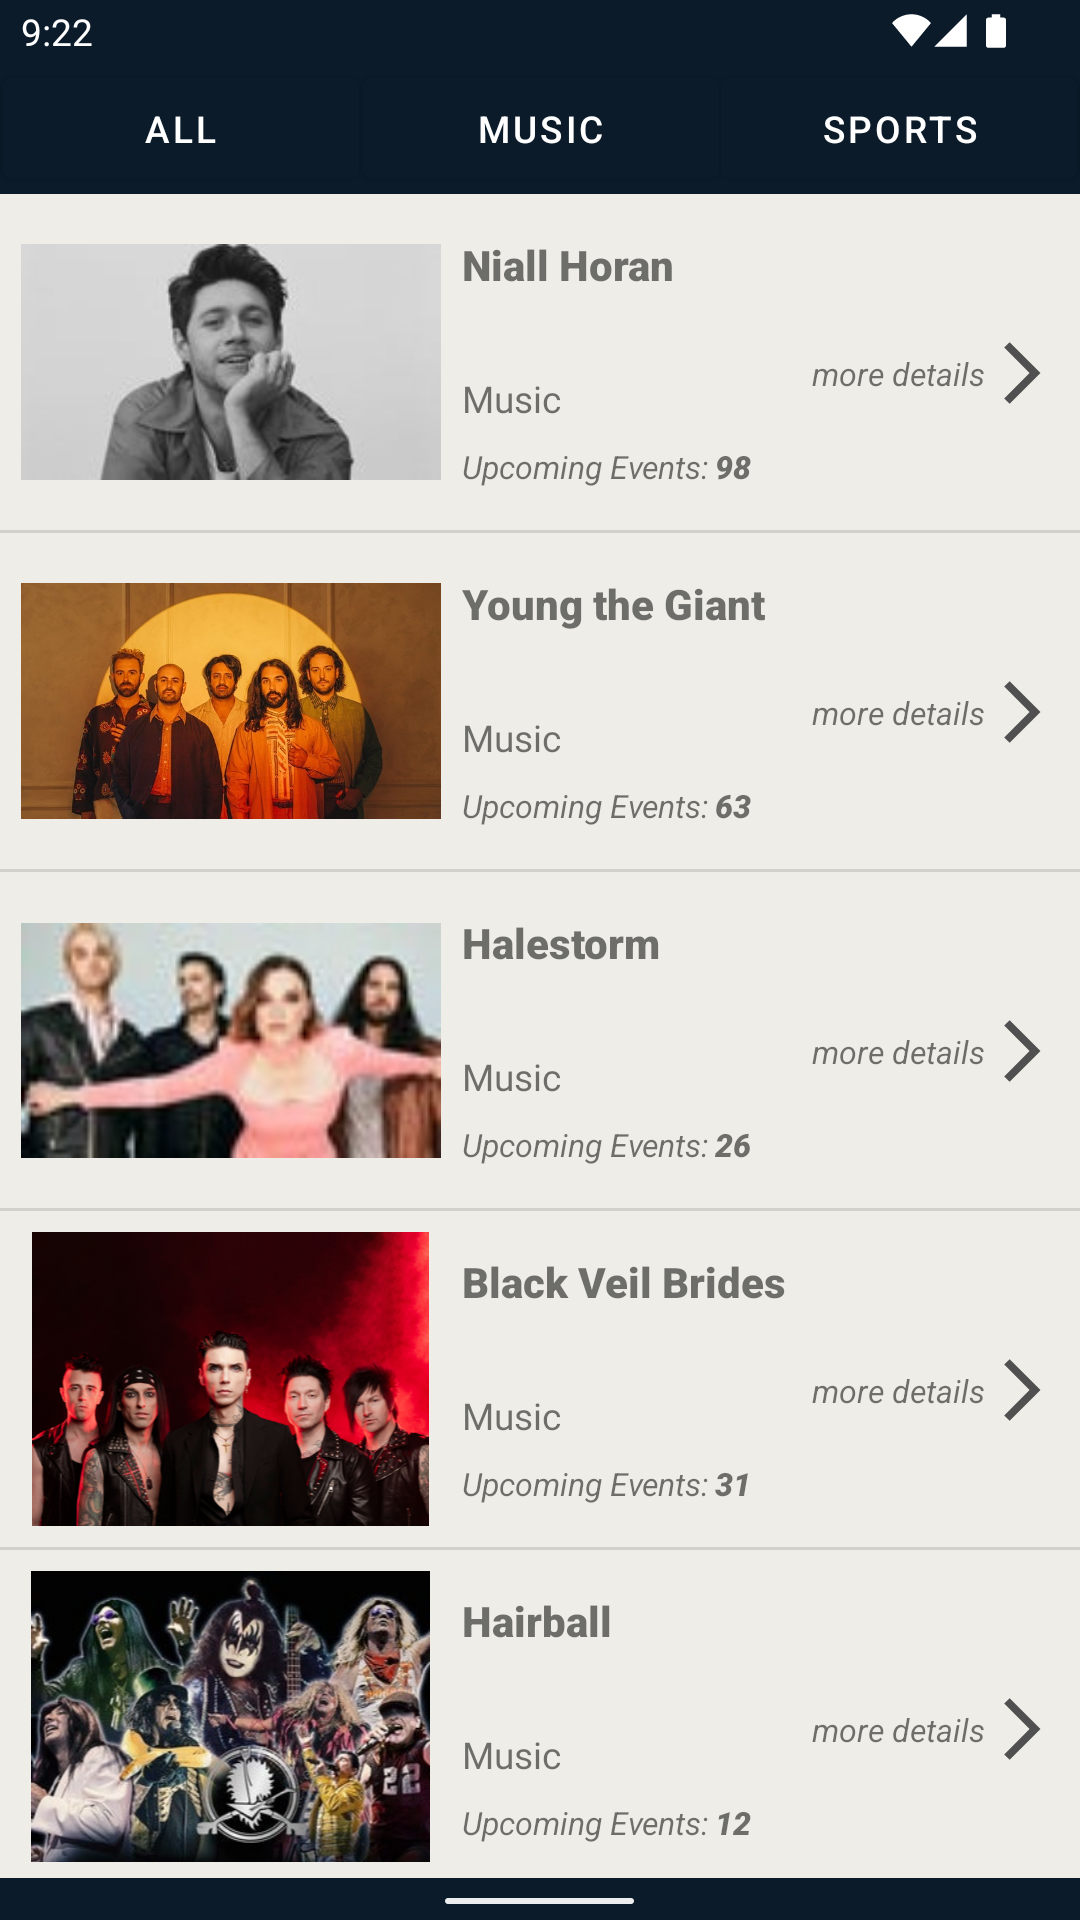 9:22
ALL MUSIC SPORTS
Niall Horan
more details
Music
Upcoming Events: 98
Young the Giant
more details
Music
Upcoming Events: 63
Halestorm
more details
Music
Upcoming Events: 26
Black Veil Brides
more details
Music
Upcoming Events: 31
Hairball
more details
Music
Upcoming Events: 12
22